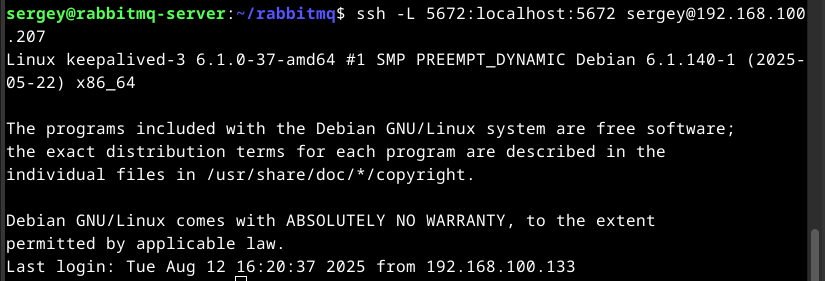 sergey@rabbitmq-server:~/rabbitmq$ ssh -L 5672:localhost:5672 sergey@192.168.100
.207
Linux keepalived-3 6.1.0-37-amd64 #1 SMP PREEMPT_DYNAMIC Debian 6.1.140-1 (2025-
05-22) x86_64
The programs included with the Debian GNU/Linux system are free software;
the exact distribution terms for each program are described in the
individual files in /usr/share/doc/*/copyright.
Debian GNU/Linux comes with ABSOLUTELY NO WARRANTY, to the extent
permitted by applicable law.
Last login: Tue Aug 12 16:20:37 2025 from 192.168.100.133